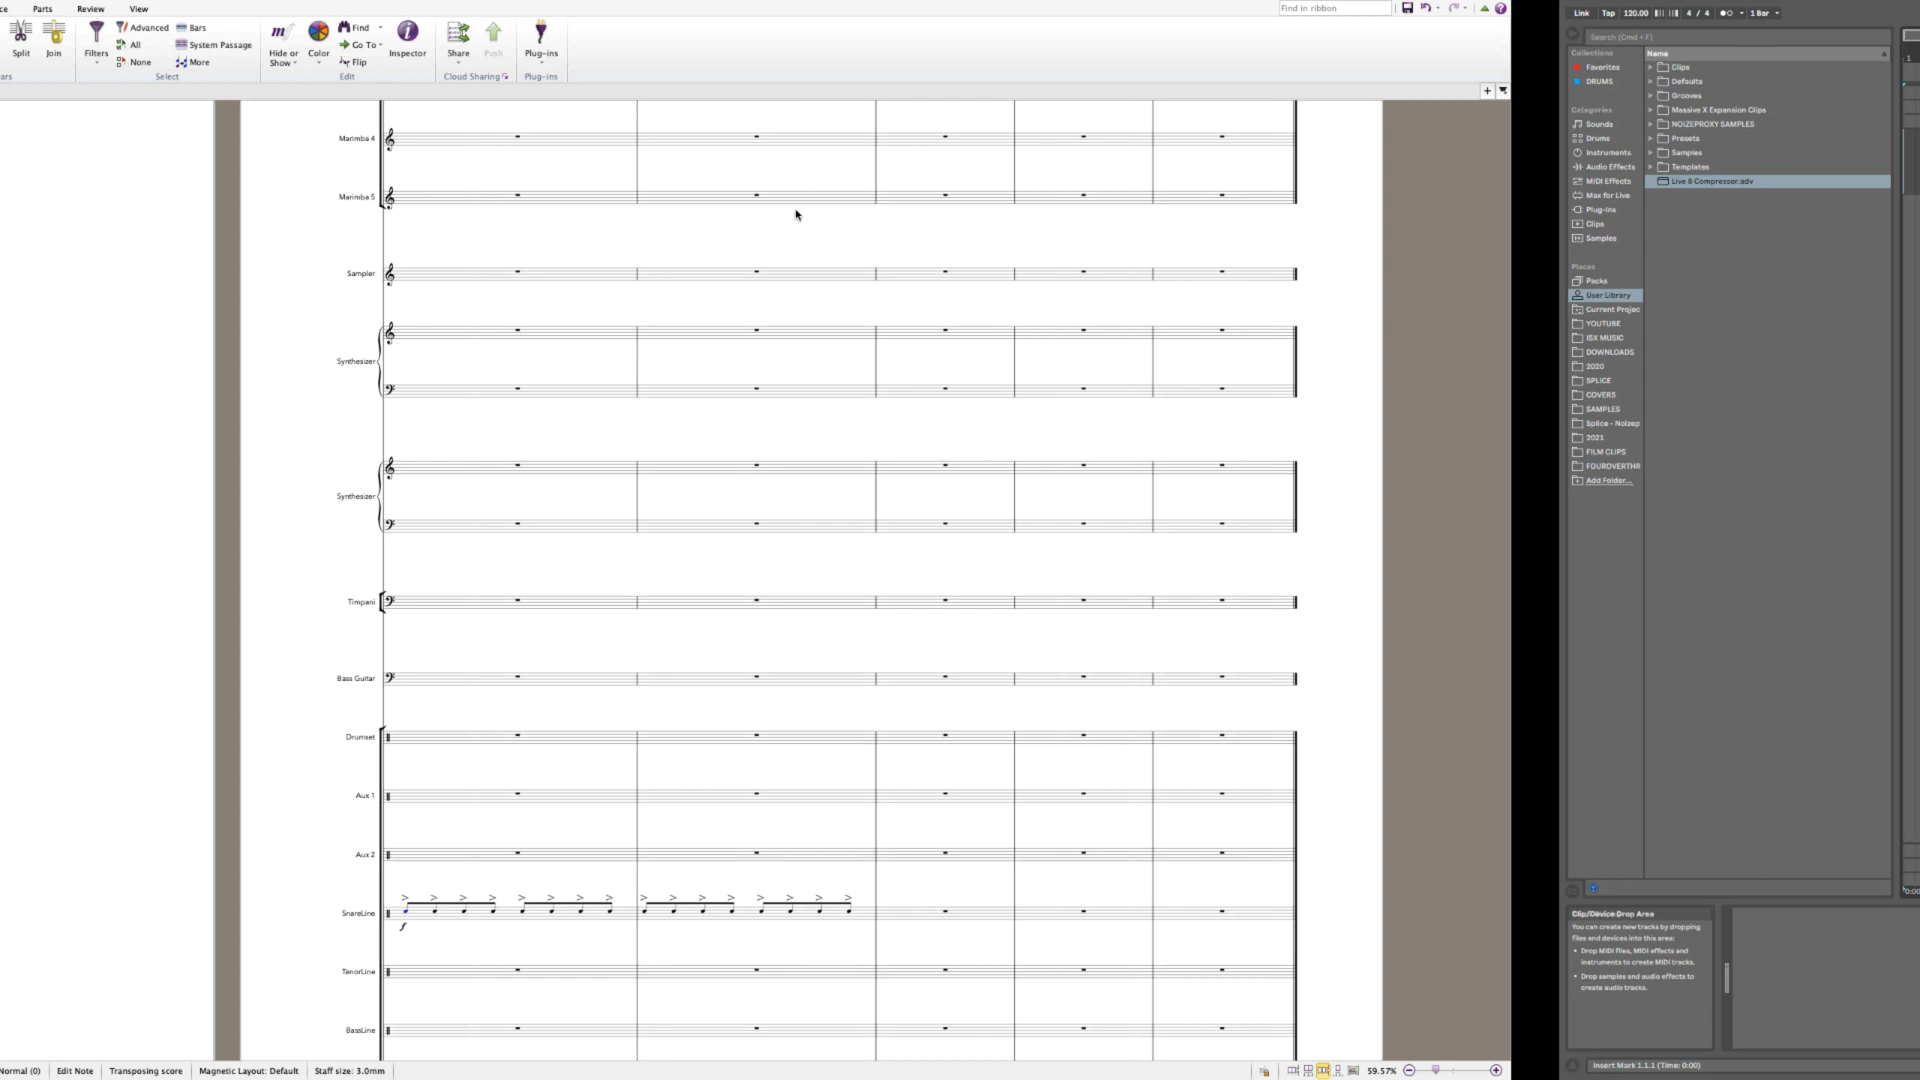 ce Parts Review View
Find in ribbon
Split Join Filters Advanced All None Bars System Passage More
Hide or Show Color Find Go To Flip Inspector
Share Push Plug-ins
ars Select Edit Cloud Sharing Plug-ins
Marimba 4
Marimba 5
Sampler
Synthesizer
Synthesizer
Timpani
Bass Guitar
Drumset
Aux 1
Aux 2
SnareLine
f
TenorLine
BassLine
Normal (0) Edit Note Transposing score Magnetic Layout: Default Staff size: 3.0mm 59.57%
Link Tap 120.00 4 / 4 1 Bar
Search (Cmd + F)
Collections
Favorites
DRUMS
Categories
Sounds
Drums
Instruments
Audio Effects
MIDI Effects
Max for Live
Plug-Ins
Clips
Samples
Places
Packs
User Library
Current Projec
YOUTUBE
ISX MUSIC
DOWNLOADS
2020
SPLICE
COVERS
SAMPLES
Splice - Noizep
2021
FILM CLIPS
FOUROVERTHR
Add Folder...
Name
Clips
Defaults
Grooves
Massive X Expansion Clips
NOIZEPROXY SAMPLES
Presets
Samples
Templates
Live 8 Compressor.adv
1
0:00
Clip/Device Drop Area
You can create new tracks by dropping
files and devices into this area:
• Drop MIDI files, MIDI effects and
instruments to create MIDI tracks.
• Drop samples and audio effects to
create audio tracks.
Insert Mark 1.1.1 (Time: 0:00)